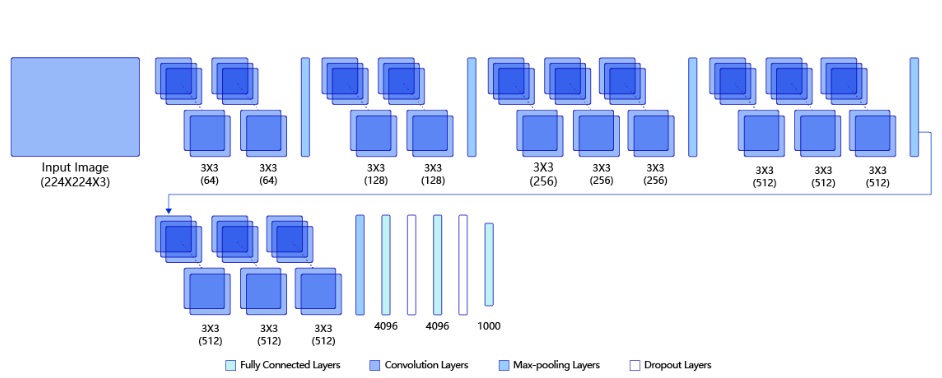 Input Image
(224X224X3)
3X3
(64)
3X3
(64)
3X3
(128)
3X3
(128)
3X3
(256)
3X3
(256)
3X3
(256)
3X3
(512)
3X3
(512)
3X3
(512)
3X3
(512)
3X3
(512)
3X3
(512)
4096
4096
1000
Fully Connected Layers
Convolution Layers
Max-pooling Layers
Dropout Layers